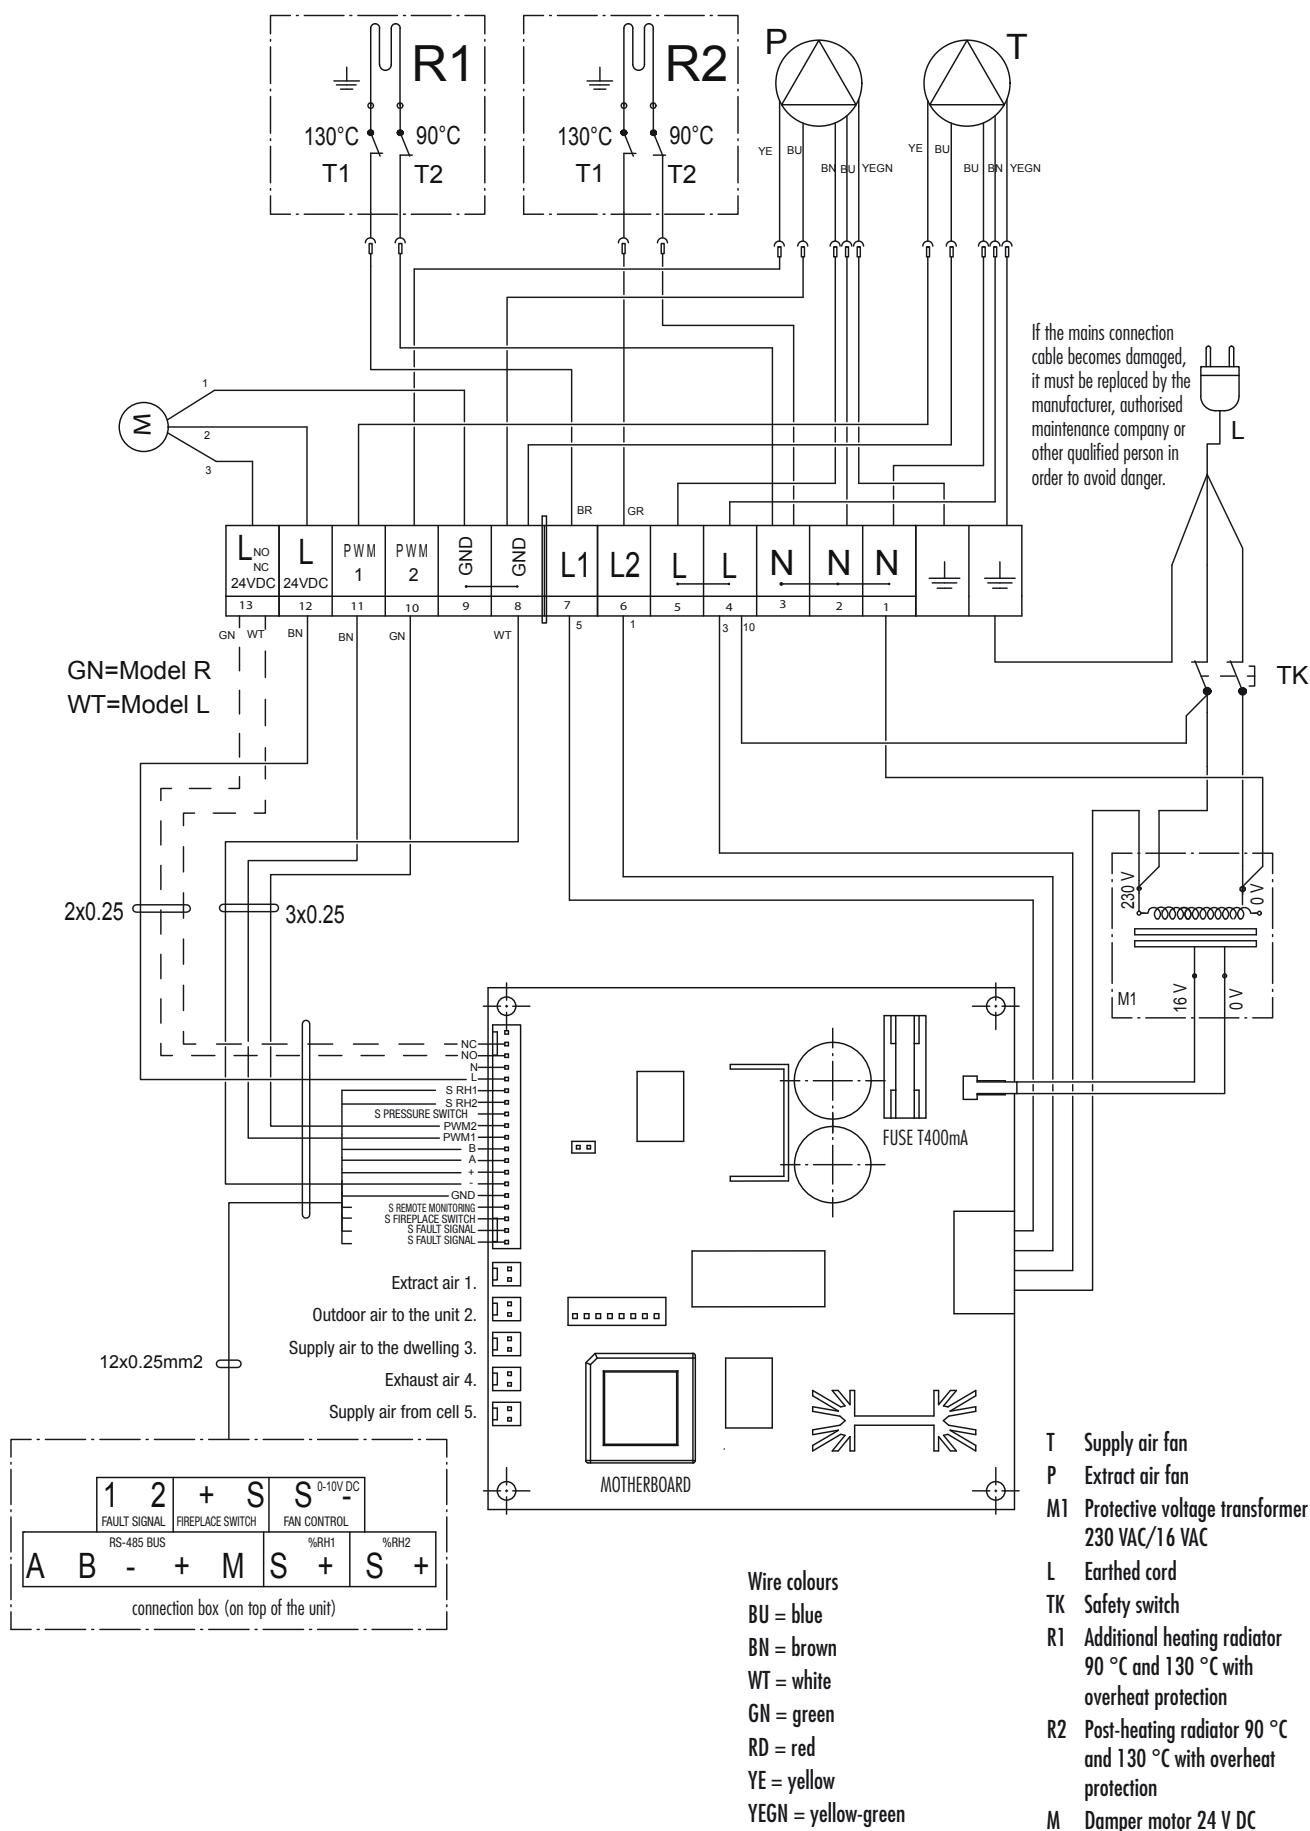 R1
R2
P
T
130°C
90°C
130°C
90°C
T1
T2
T1
T2
YE
BU
BN
BU
YEGN
YE
BU
BU
BN
YEGN
If the mains connection
cable becomes damaged,
it must be replaced by the
manufacturer, authorised
maintenance company or
other qualified person in
order to avoid danger.
L
M
1
2
3
BR
GR
L NO
NC
24VDC
L
24VDC
PWM
1
PWM
2
GND
GND
L1
L2
L
L
N
N
N
13
12
11
10
9
8
7
6
5
4
3
2
1
GN
WT
BN
BN
GN
WT
5
1
3
10
GN=Model R
WT=Model L
TK
2x0.25
3x0.25
230 V
0 V
M1
16 V
0 V
NC
NO
N
L
S RH1
S RH2
S PRESSURE SWITCH
PWM2
PWM1
B
A
+
-
GND
S REMOTE MONITORING
S FIREPLACE SWITCH
S FAULT SIGNAL
S FAULT SIGNAL
FUSE T400mA
Extract air 1.
Outdoor air to the unit 2.
Supply air to the dwelling 3.
Exhaust air 4.
Supply air from cell 5.
12x0.25mm2
MOTHERBOARD
1 2
FAULT SIGNAL
+ S
FIREPLACE SWITCH
S 0-10V DC -
FAN CONTROL
RS-485 BUS
A B - + M
%RH1
S +
%RH2
S +
connection box (on top of the unit)
Wire colours
BU = blue
BN = brown
WT = white
GN = green
RD = red
YE = yellow
YEGN = yellow-green
T Supply air fan
P Extract air fan
M1 Protective voltage transformer
230 VAC/16 VAC
L Earthed cord
TK Safety switch
R1 Additional heating radiator
90 °C and 130 °C with
overheat protection
R2 Post-heating radiator 90 °C
and 130 °C with overheat
protection
M Damper motor 24 V DC